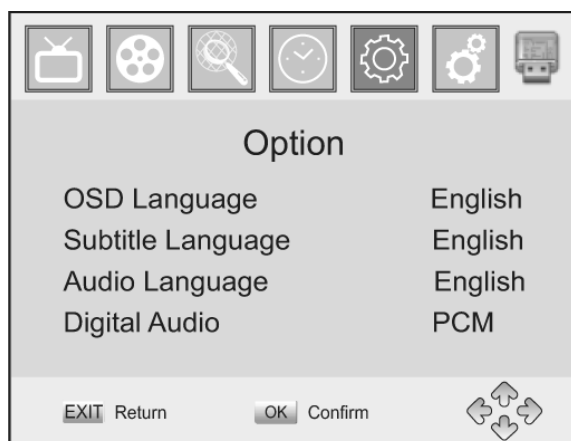 Option
OSD Language English
Subtitle Language English
Audio Language English
Digital Audio PCM
EXIT Return OK Confirm